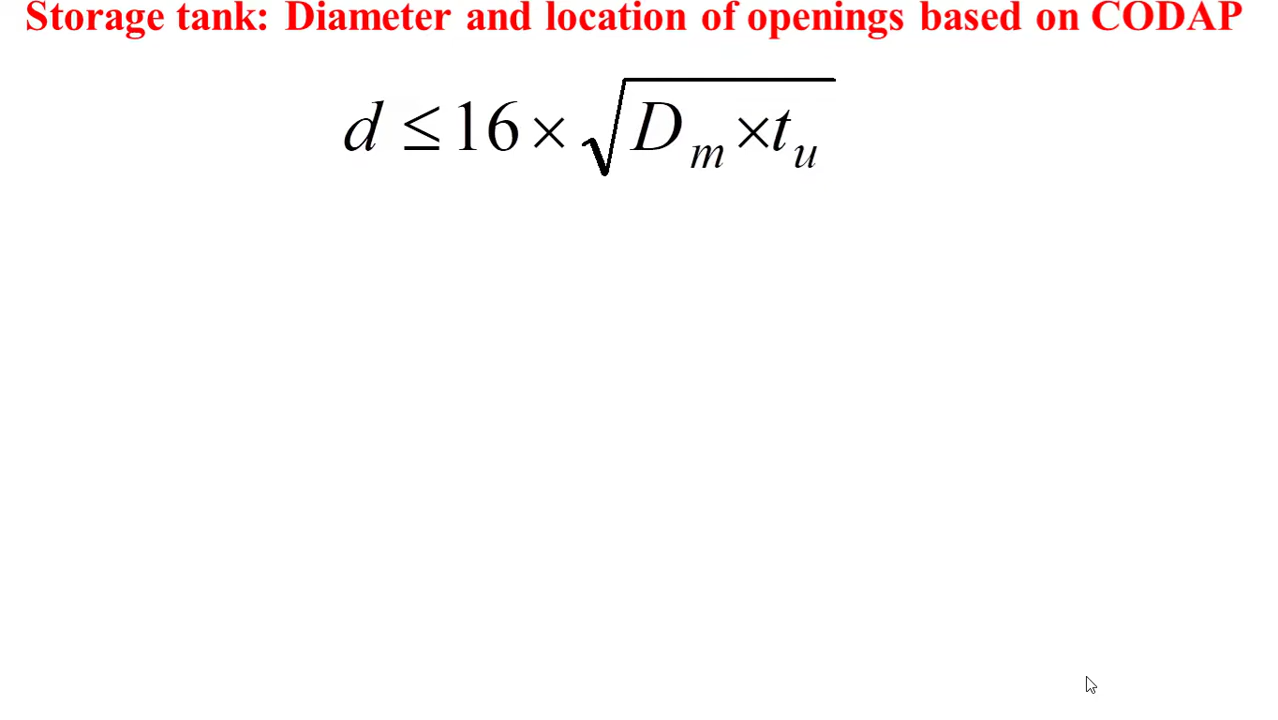 Storage tank: Diameter and location of openings based on CODAP
d ≤ 16 × √(D_m × t_u)